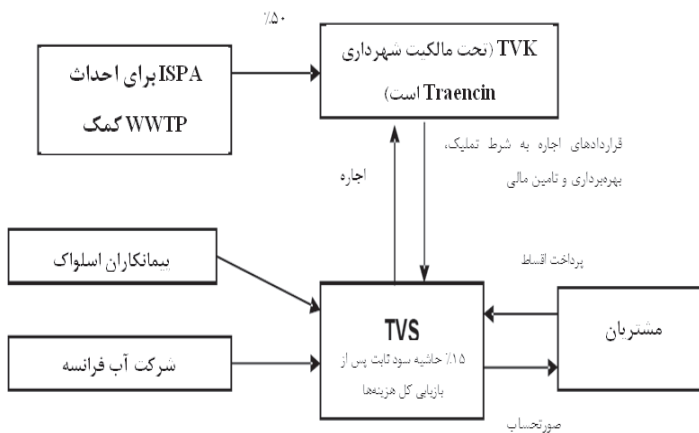 ٪۵۰
TVK (تحت مالکیت شهرداری
Traencin است)
ISPA برای احداث
WWTP کمک
قراردادهای اجاره به شرط تملیک،
بهره‌برداری و تامین مالی
اجاره
پیمانکاران اسلواک
پرداخت اقساط
TVS
٪۱۵ حاشیه سود ثابت پس از
بازیابی کل هزینه‌ها
مشتریان
شرکت آب فرانسه
صورتحساب